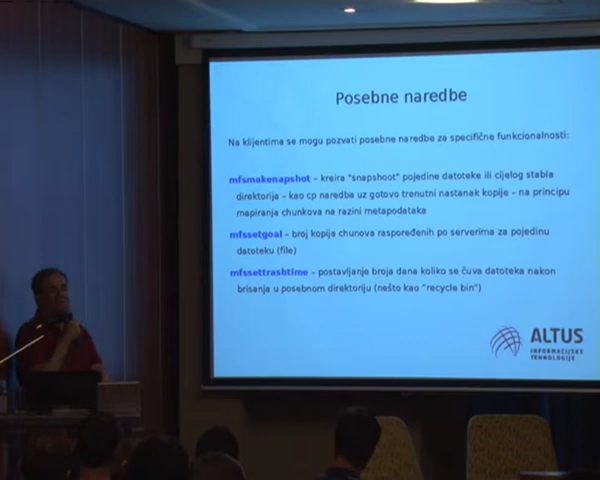 Posebne naredbe
Na klijentima se mogu pozvati posebne naredbe za specifične funkcionalnosti:
mfsmakenapshot – kreira "snapshoot" pojedine datoteke ili cijelog stabla
direktorija – kao cp naredba uz gotovo trenutni nastanak kopije – na principu
mapiranja chunkova na razini metapodataka
mfssetgoal – broj kopija chunova raspoređenih po serverima za pojedinu
datoteku (file)
mfssettrashtime – postavljanje broja dana koliko se čuva datoteka nakon
brisanja u posebnom direktoriju (nešto kao "recycle bin")
ALTUS
INFORMACIJSKE
TEHNOLOGIJE